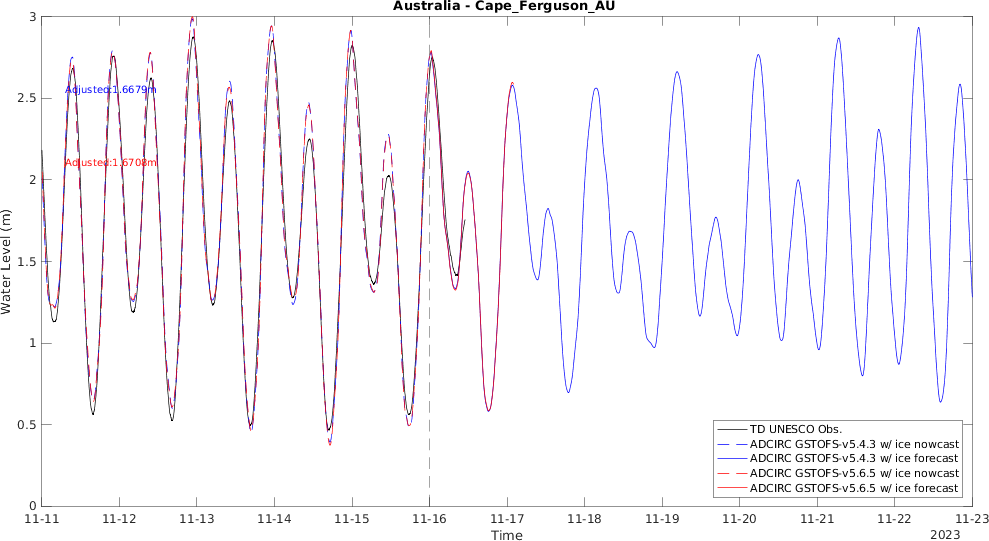 Australia - Cape_Ferguson_AU
3
2.5
2
1.5
1
0.5
0
Water Level (m)
Adjusted:1.6679m
Adjusted:1.6708m
TD UNESCO Obs.
ADCIRC GSTOFS-v5.4.3 w/ ice nowcast
ADCIRC GSTOFS-v5.4.3 w/ ice forecast
ADCIRC GSTOFS-v5.6.5 w/ ice nowcast
ADCIRC GSTOFS-v5.6.5 w/ ice forecast
11-11 11-12 11-13 11-14 11-15 11-16 11-17 11-18 11-19 11-20 11-21 11-22 11-23
Time
2023